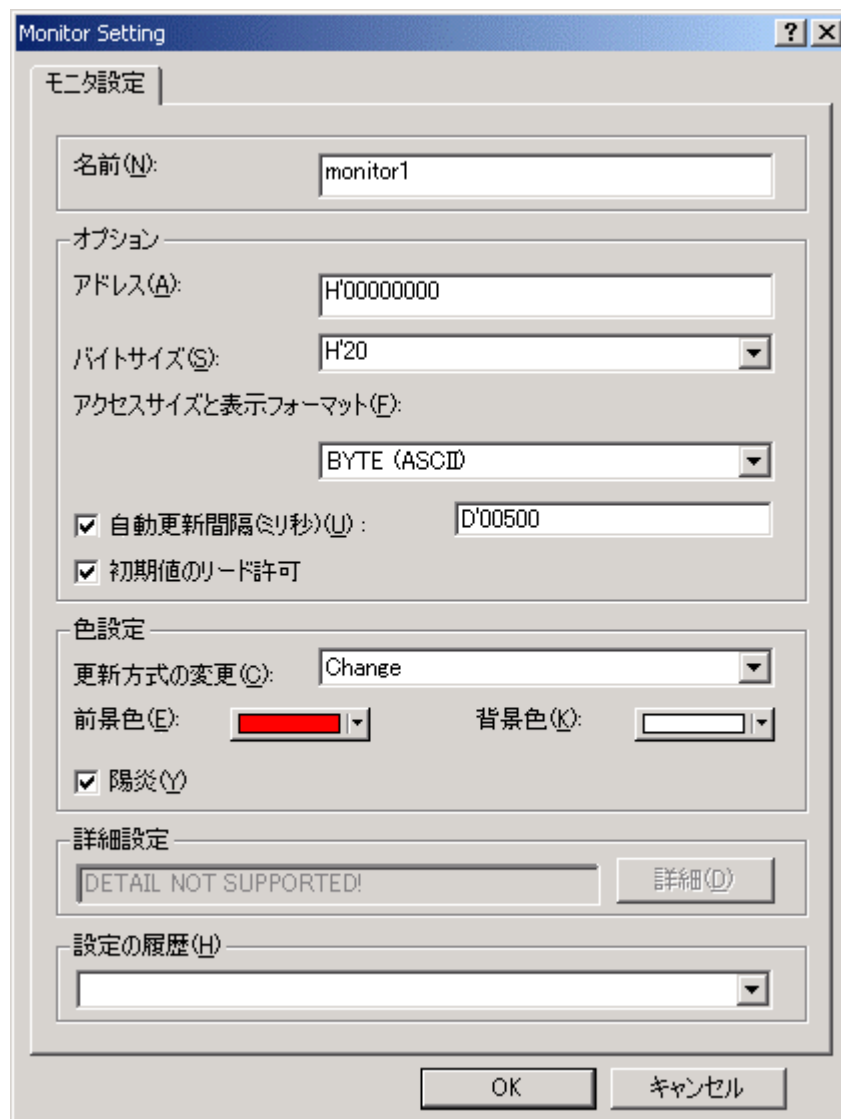 Monitor Setting
モニタ設定
名前(N):
monitor1
オプション
アドレス(A):
H'00000000
バイトサイズ(S):
H'20
アクセスサイズと表示フォーマット(F):
BYTE (ASCII)
自動更新間隔(ミリ秒)(U) :
D'00500
初期値のリード許可
色設定
更新方式の変更(C):
Change
前景色(E):
背景色(K):
陽炎(Y)
詳細設定
DETAIL NOT SUPPORTED!
詳細(D)
設定の履歴(H)
OK
キャンセル